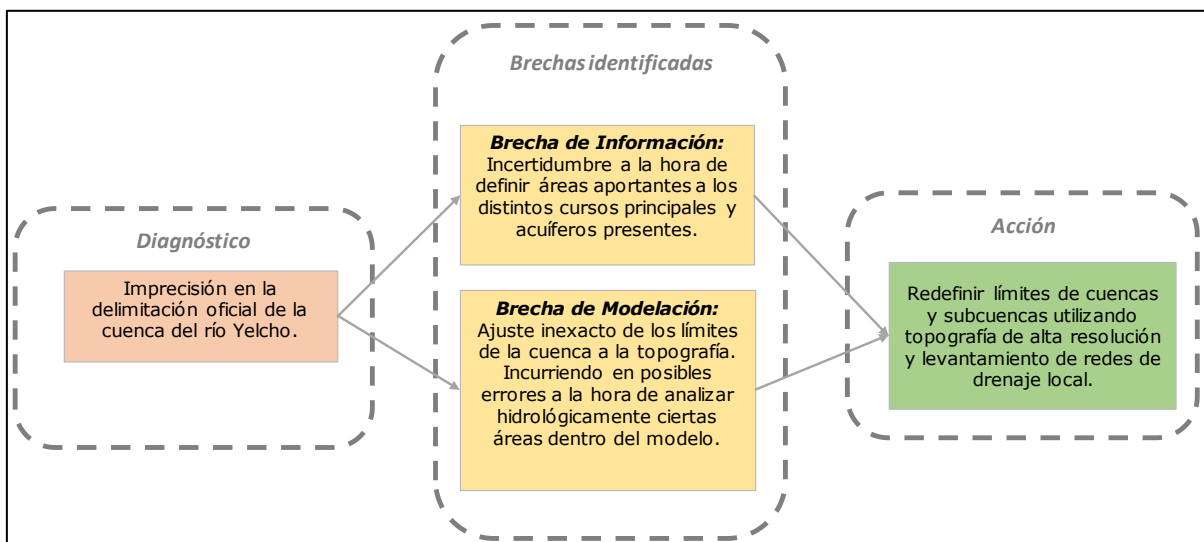 Diagnóstico
Imprecisión en la
delimitación oficial de la
cuenca del río Yelcho.
Brechas identificadas
Brecha de Información:
Incertidumbre a la hora de
definir áreas aportantes a los
distintos cursos principales y
acuíferos presentes.
Brecha de Modelación:
Ajuste inexacto de los límites
de la cuenca a la topografía.
Incurriendo en posibles
errores a la hora de analizar
hidrológicamente ciertas
áreas dentro del modelo.
Acción
Redefinir límites de cuencas
y subcuencas utilizando
topografía de alta resolución
y levantamiento de redes de
drenaje local.